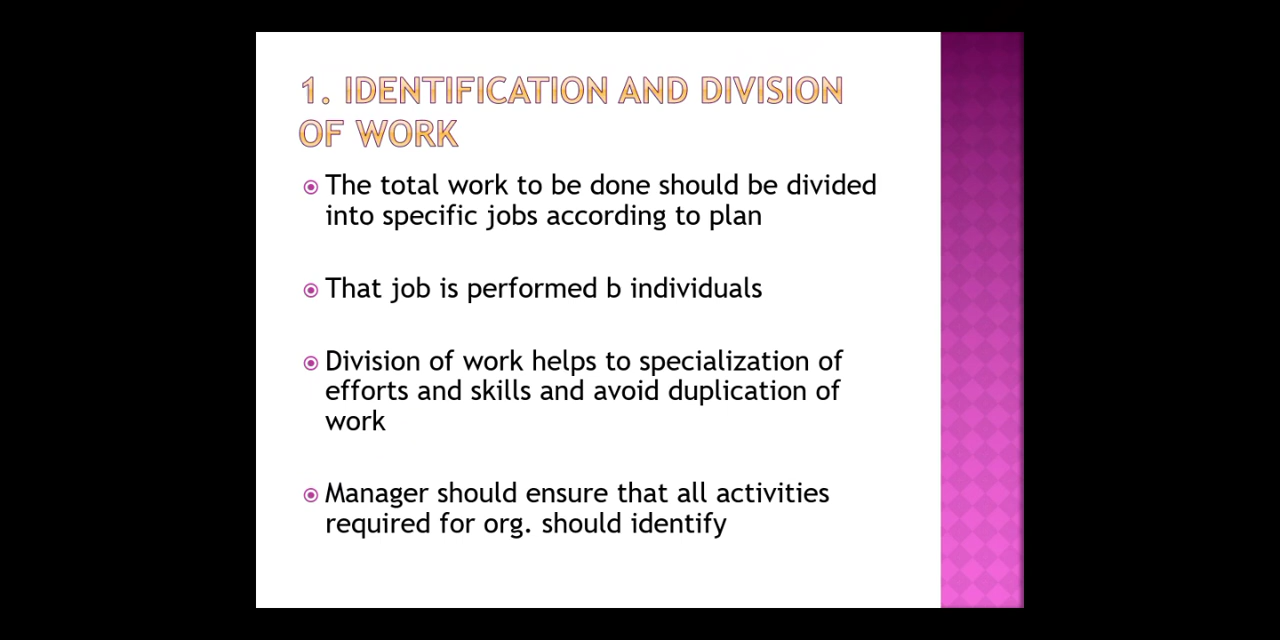 1. IDENTIFICATION AND DIVISION
OF WORK
The total work to be done should be divided
into specific jobs according to plan
That job is performed b individuals
Division of work helps to specialization of
efforts and skills and avoid duplication of
work
Manager should ensure that all activities
required for org. should identify